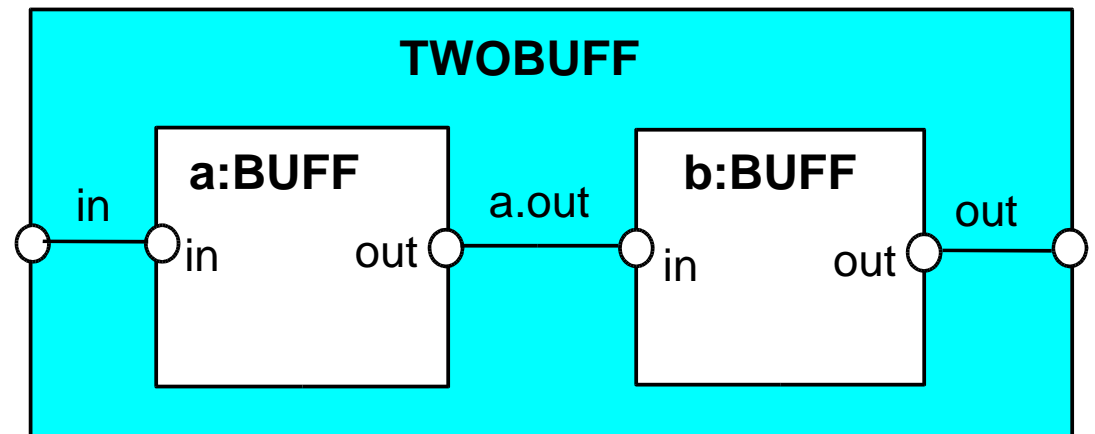 TWOBUFF
a:BUFF
b:BUFF
in
a.out
out
in
out
in
out